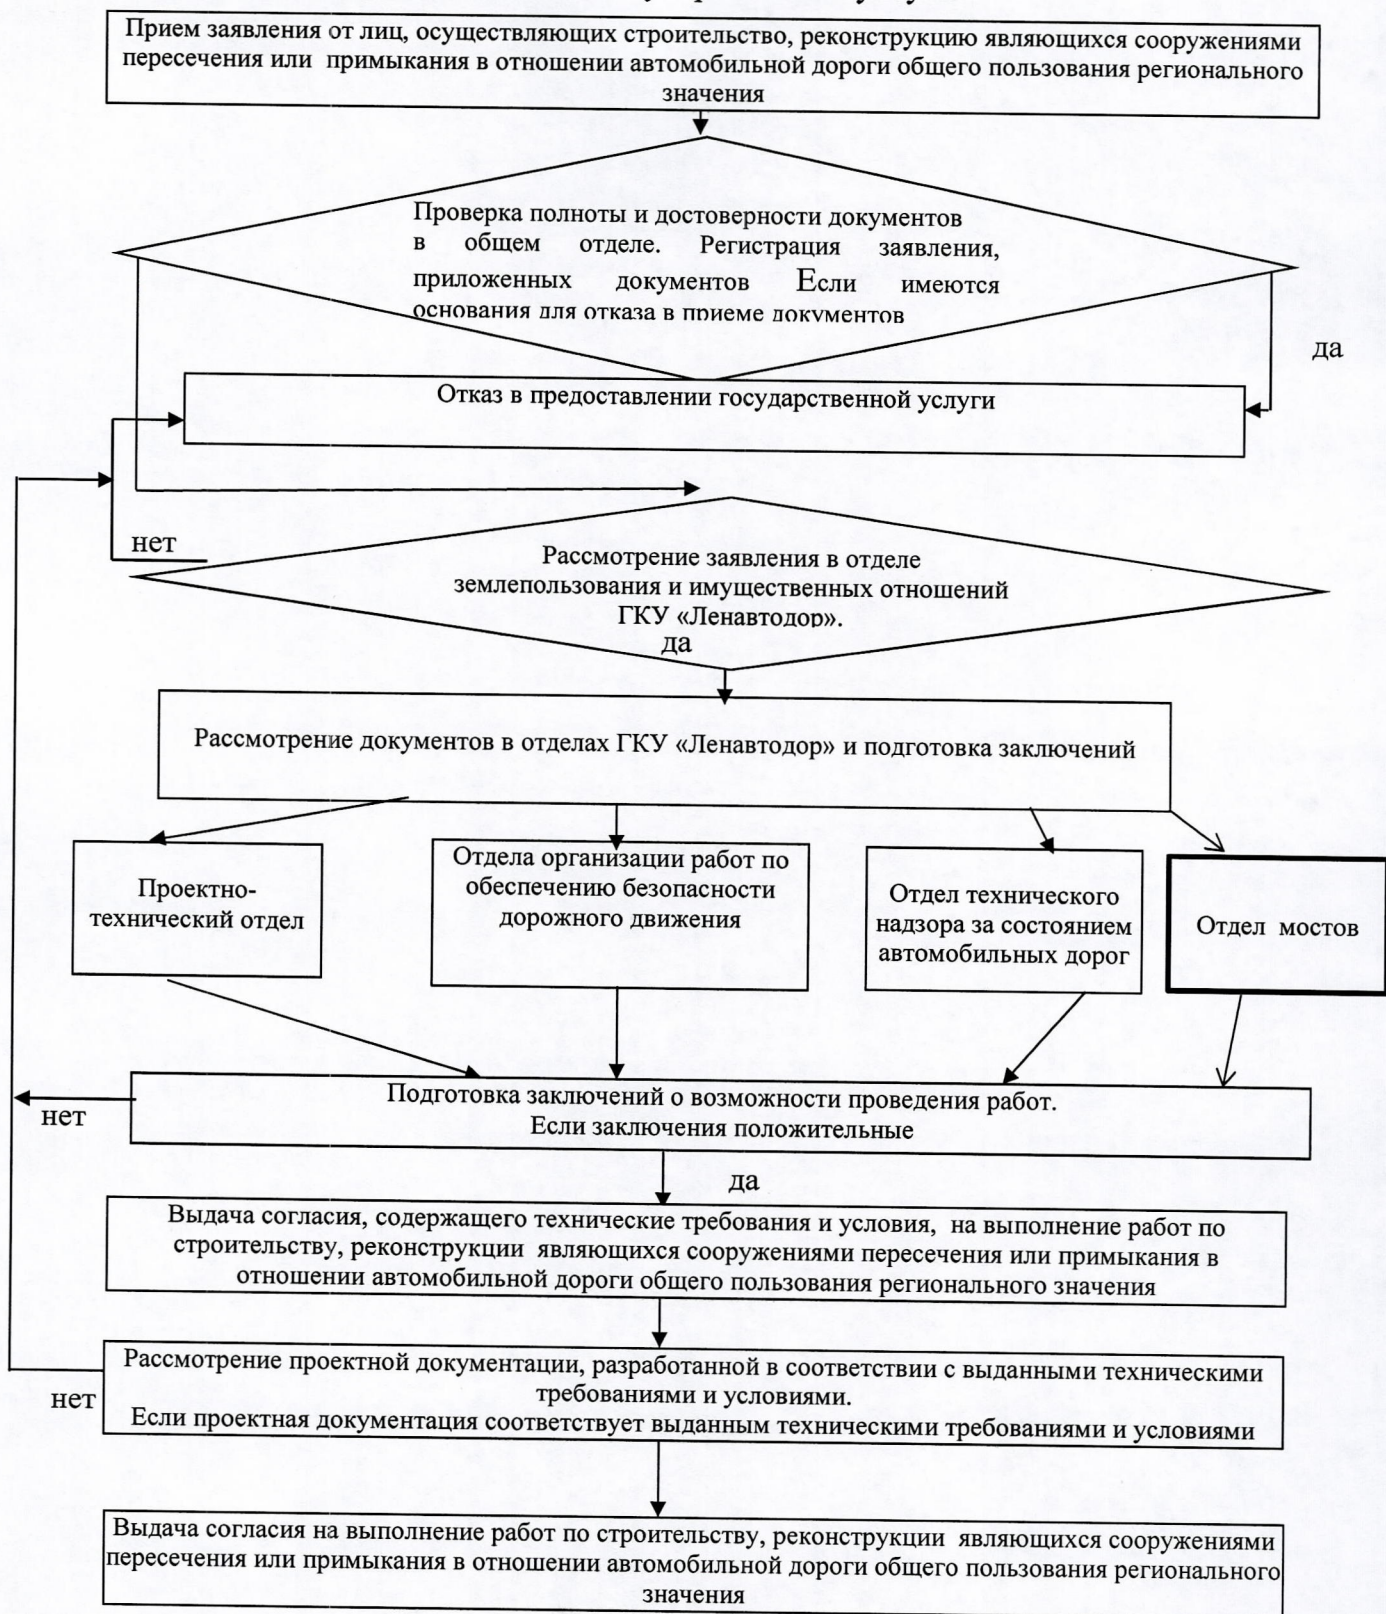 Прием заявления от лиц, осуществляющих строительство, реконструкцию являющихся сооружениями
пересечения или примыкания в отношении автомобильной дороги общего пользования регионального
значения
Проверка полноты и достоверности документов
в общем отделе. Регистрация заявления,
приложенных документов Если имеются
основания для отказа в приеме документов
да
Отказ в предоставлении государственной услуги
нет
Рассмотрение заявления в отделе
землепользования и имущественных отношений
ГКУ «Ленавтодор».
да
Рассмотрение документов в отделах ГКУ «Ленавтодор» и подготовка заключений
Проектно-
технический отдел
Отдела организации работ по
обеспечению безопасности
дорожного движения
Отдел технического
надзора за состоянием
автомобильных дорог
Отдел мостов
нет
Подготовка заключений о возможности проведения работ.
Если заключения положительные
да
Выдача согласия, содержащего технические требования и условия, на выполнение работ по
строительству, реконструкции являющихся сооружениями пересечения или примыкания в
отношении автомобильной дороги общего пользования регионального значения
нет
Рассмотрение проектной документации, разработанной в соответствии с выданными техническими
требованиями и условиями.
Если проектная документация соответствует выданным техническими требованиями и условиями
Выдача согласия на выполнение работ по строительству, реконструкции являющихся сооружениями
пересечения или примыкания в отношении автомобильной дороги общего пользования регионального
значения